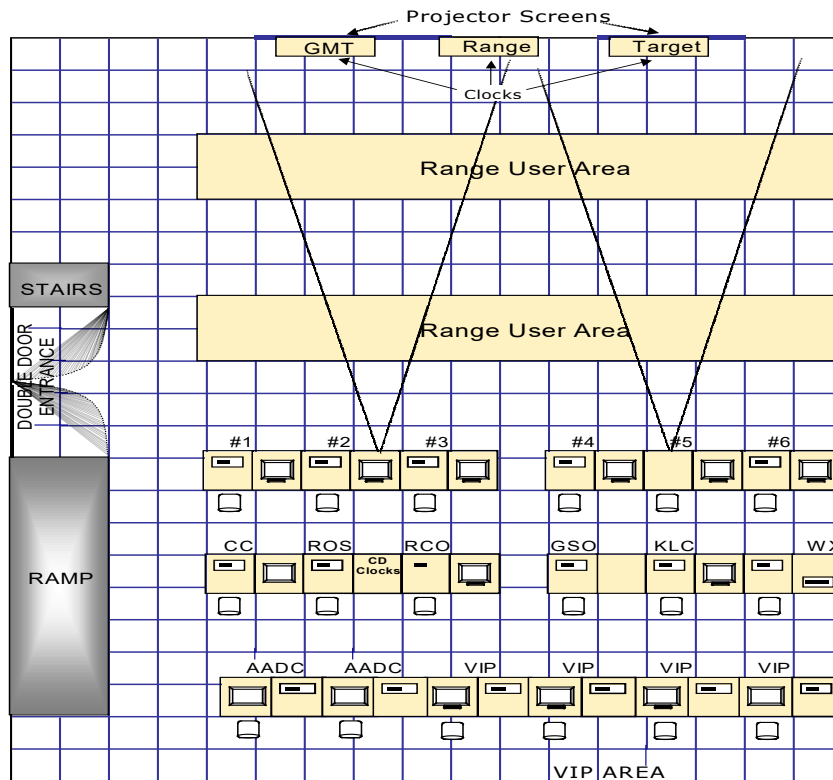 Projector Screens
GMT
Range
Target
Clocks
Range User Area
STAIRS
Range User Area
DOUBLE DOOR
ENTRANCE
#1
#2
#3
#4
#5
#6
CC
ROS
RCO
GSO
KLC
WX
CD
Clocks
RAMP
AADC
AADC
VIP
VIP
VIP
VIP
VIP AREA